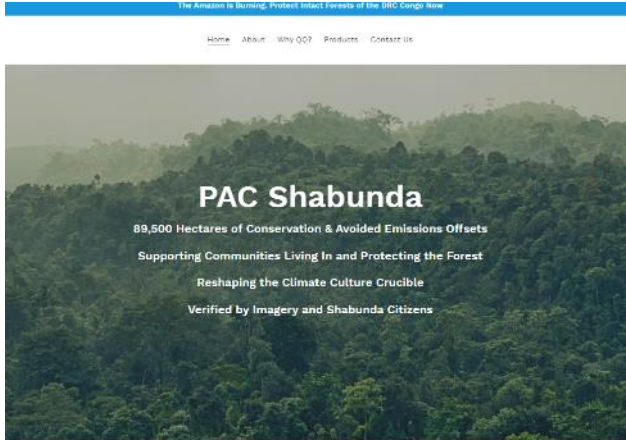 The Amazon is Burning. Protect Intact Forests of the DRC Congo Now
Home About Why QQ? Products Contact Us
PAC Shabunda
89,500 Hectares of Conservation & Avoided Emissions Offsets
Supporting Communities Living In and Protecting the Forest
Reshaping the Climate Culture Crucible
Verified by Imagery and Shabunda Citizens